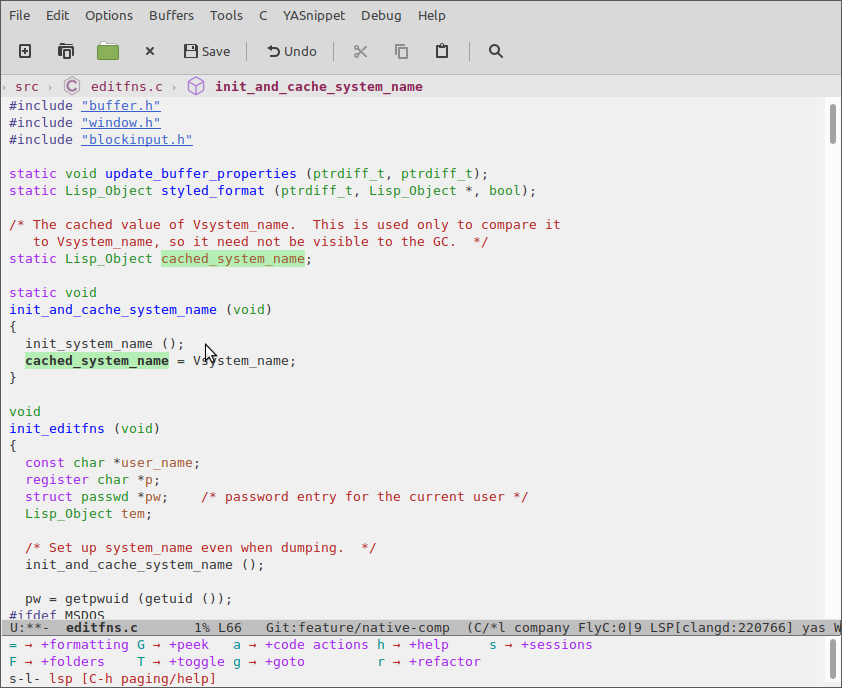 File Edit Options Buffers Tools C YASnippet Debug Help
Save Undo
› src › C editfns.c › init_and_cache_system_name
#include "buffer.h"
#include "window.h"
#include "blockinput.h"
static void update_buffer_properties (ptrdiff_t, ptrdiff_t);
static Lisp_Object styled_format (ptrdiff_t, Lisp_Object *, bool);
/* The cached value of Vsystem_name.  This is used only to compare it
   to Vsystem_name, so it need not be visible to the GC.  */
static Lisp_Object cached_system_name;
static void
init_and_cache_system_name (void)
{
  init_system_name ();
  cached_system_name = Vsystem_name;
}
void
init_editfns (void)
{
  const char *user_name;
  register char *p;
  struct passwd *pw;    /* password entry for the current user */
  Lisp_Object tem;
  /* Set up system_name even when dumping.  */
  init_and_cache_system_name ();
  pw = getpwuid (getuid ());
#ifdef MSDOS
U:**-  editfns.c       1% L66   Git:feature/native-comp  (C/*l company FlyC:0|9 LSP[clangd:220766] yas W
= → +formatting G → +peek   a → +code actions h → +help     s → +sessions
F → +folders    T → +toggle g → +goto          r → +refactor
s-l- lsp [C-h paging/help]